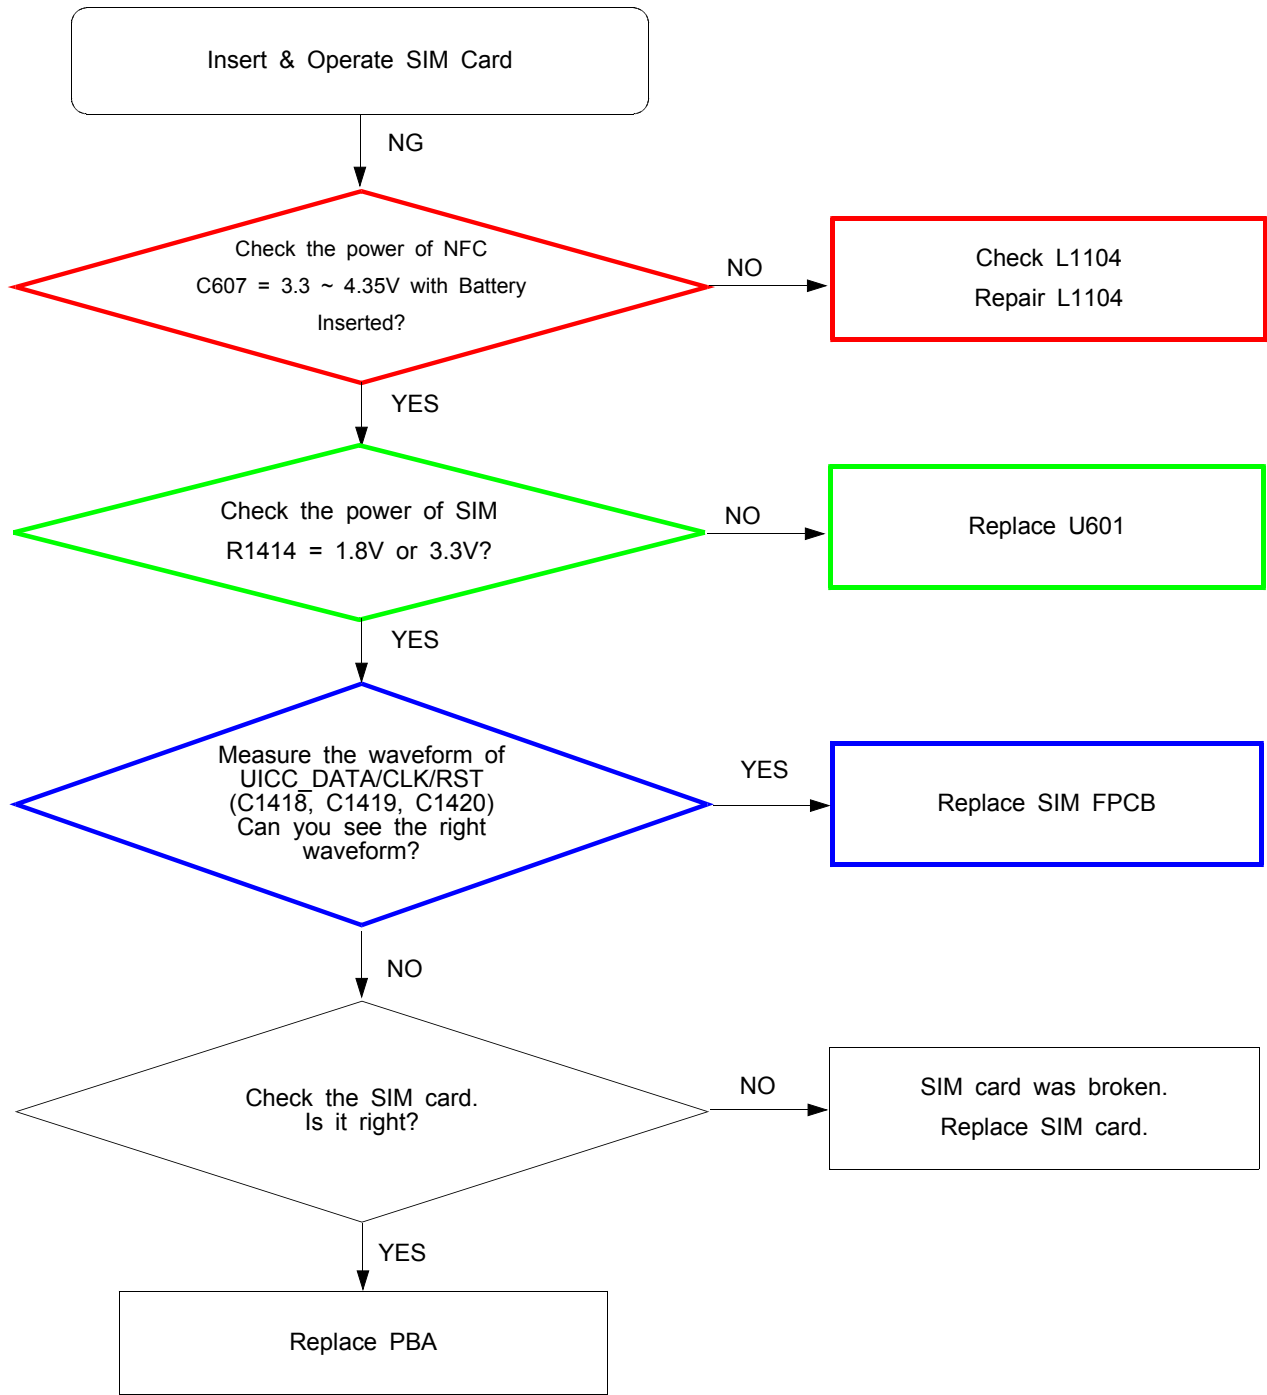 Insert & Operate SIM Card
NG
Check the power of NFC
C607 = 3.3 ~ 4.35V with Battery
Inserted?
NO
Check L1104
Repair L1104
YES
Check the power of SIM
R1414 = 1.8V or 3.3V?
NO
Replace U601
YES
Measure the waveform of
UICC_DATA/CLK/RST
(C1418, C1419, C1420)
Can you see the right
waveform?
YES
Replace SIM FPCB
NO
Check the SIM card.
Is it right?
NO
SIM card was broken.
Replace SIM card.
YES
Replace PBA